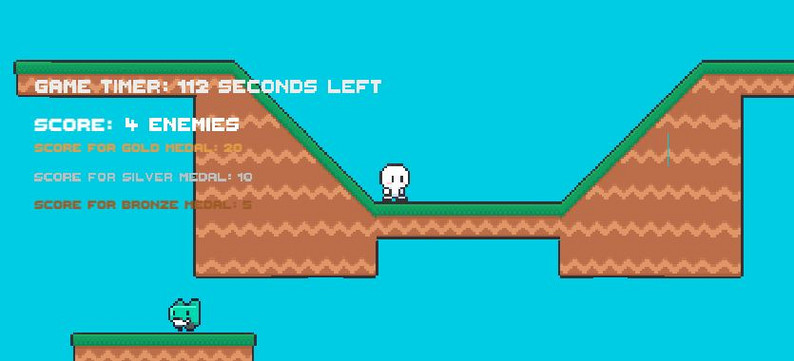 GAME TIMER: 112 SECONDS LEFT
SCORE: 4 ENEMIES
SCORE FOR GOLD MEDAL: 20
SCORE FOR SILVER MEDAL: 10
SCORE FOR BRONZE MEDAL: 5